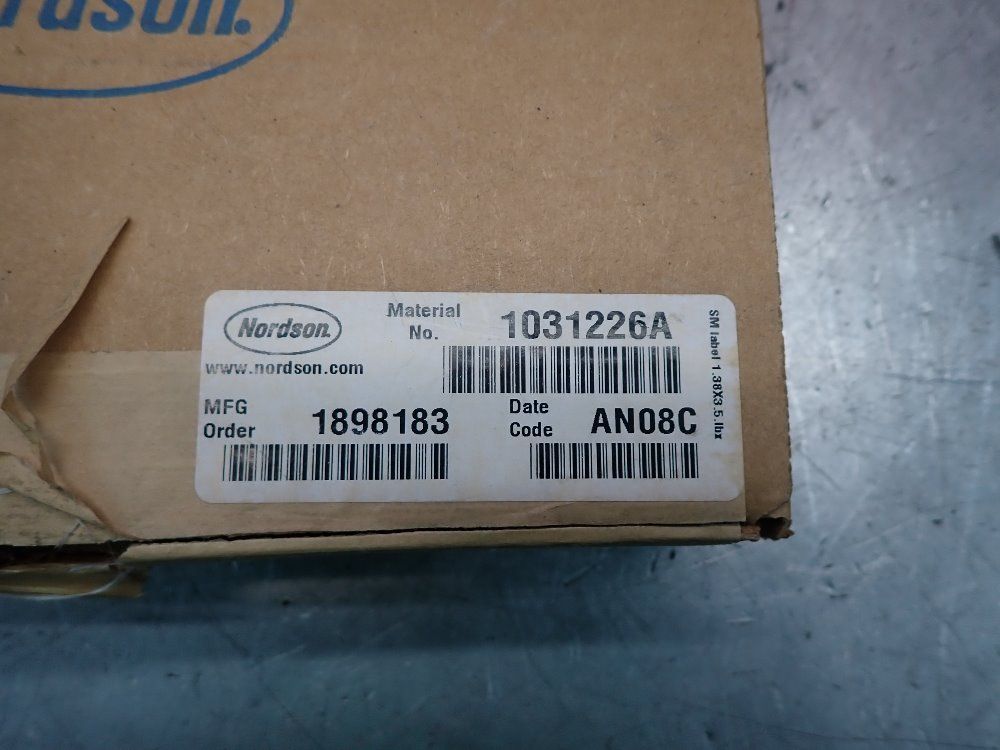 rdson.
Nordson.
Material No. 1031226A
www.nordson.com
MFG Order 1898183
Date Code AN08C
SM label 1.38X3.5.lbx